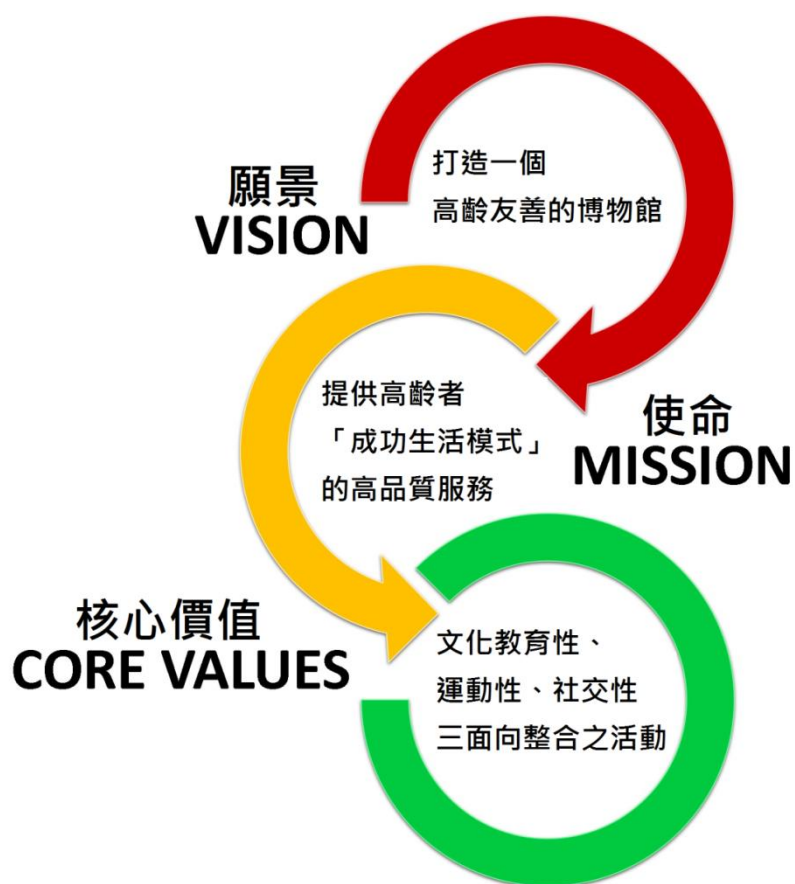 願景
VISION
打造一個
高齡友善的博物館
使命
MISSION
提供高齡者
「成功生活模式」
的高品質服務
核心價值
CORE VALUES
文化教育性、
運動性、社交性
三面向整合之活動